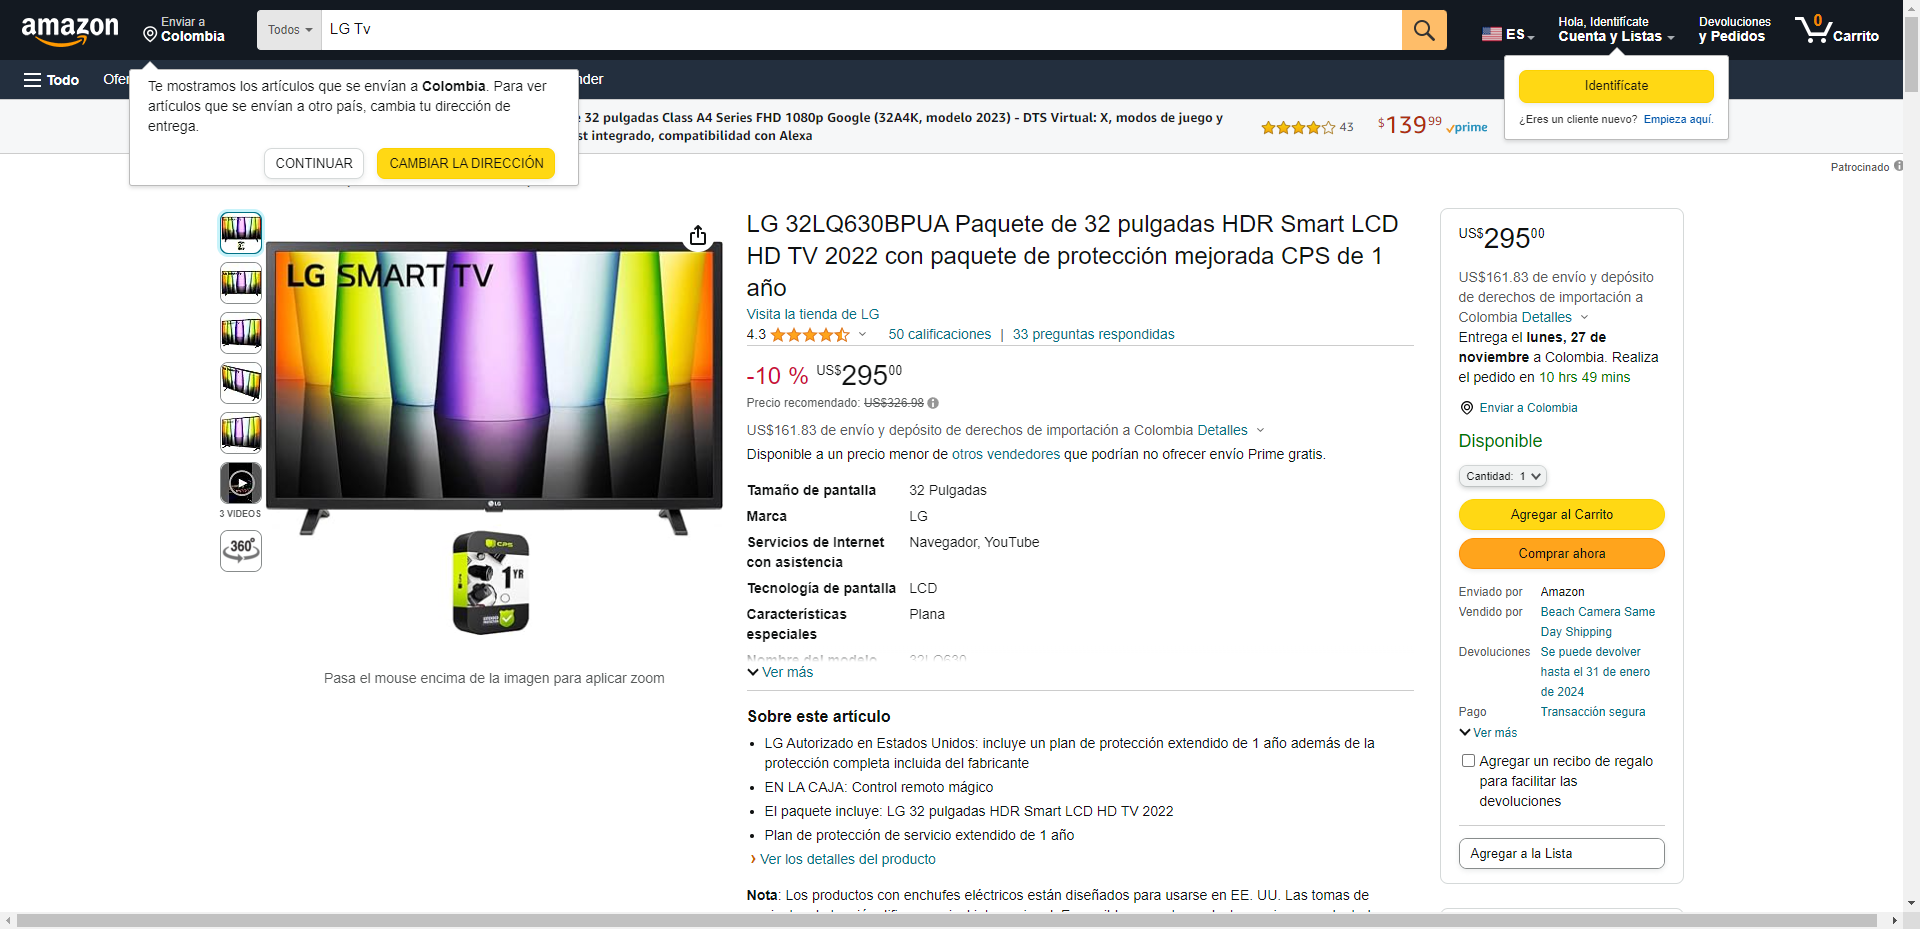 amazon
Enviar a
Colombia
Todos
LG Tv
ES
Hola, Identifícate
Cuenta y Listas
Devoluciones
y Pedidos
0
Carrito
Todo
Ofer
nder
Te mostramos los artículos que se envían a Colombia. Para ver
artículos que se envían a otro país, cambia tu dirección de
entrega.
CONTINUAR
CAMBIAR LA DIRECCIÓN
Identifícate
¿Eres un cliente nuevo? Empieza aquí.
32 pulgadas Class A4 Series FHD 1080p Google (32A4K, modelo 2023) - DTS Virtual: X, modos de juego y
st integrado, compatibilidad con Alexa
43
$139 99
prime
Patrocinado
LG SMART TV
LG
CPS
1 YR
3 VIDEOS
360°
Pasa el mouse encima de la imagen para aplicar zoom
LG 32LQ630BPUA Paquete de 32 pulgadas HDR Smart LCD
HD TV 2022 con paquete de protección mejorada CPS de 1
año
Visita la tienda de LG
4.3
50 calificaciones | 33 preguntas respondidas
-10 % US$295 00
Precio recomendado: US$326.98
US$161.83 de envío y depósito de derechos de importación a Colombia Detalles
Disponible a un precio menor de otros vendedores que podrían no ofrecer envío Prime gratis.
Tamaño de pantalla 32 Pulgadas
Marca LG
Servicios de Internet Navegador, YouTube
con asistencia
Tecnología de pantalla LCD
Características Plana
especiales
Nombre del modelo 32LQ630
Ver más
Sobre este artículo
• LG Autorizado en Estados Unidos: incluye un plan de protección extendido de 1 año además de la
protección completa incluida del fabricante
• EN LA CAJA: Control remoto mágico
• El paquete incluye: LG 32 pulgadas HDR Smart LCD HD TV 2022
• Plan de protección de servicio extendido de 1 año
› Ver los detalles del producto
Nota: Los productos con enchufes eléctricos están diseñados para usarse en EE. UU. Las tomas de
US$295 00
US$161.83 de envío y depósito
de derechos de importación a
Colombia Detalles
Entrega el lunes, 27 de
noviembre a Colombia. Realiza
el pedido en 10 hrs 49 mins
Enviar a Colombia
Disponible
Cantidad: 1
Agregar al Carrito
Comprar ahora
Enviado por Amazon
Vendido por Beach Camera Same
Day Shipping
Devoluciones Se puede devolver
hasta el 31 de enero
de 2024
Pago Transacción segura
Ver más
Agregar un recibo de regalo
para facilitar las
devoluciones
Agregar a la Lista